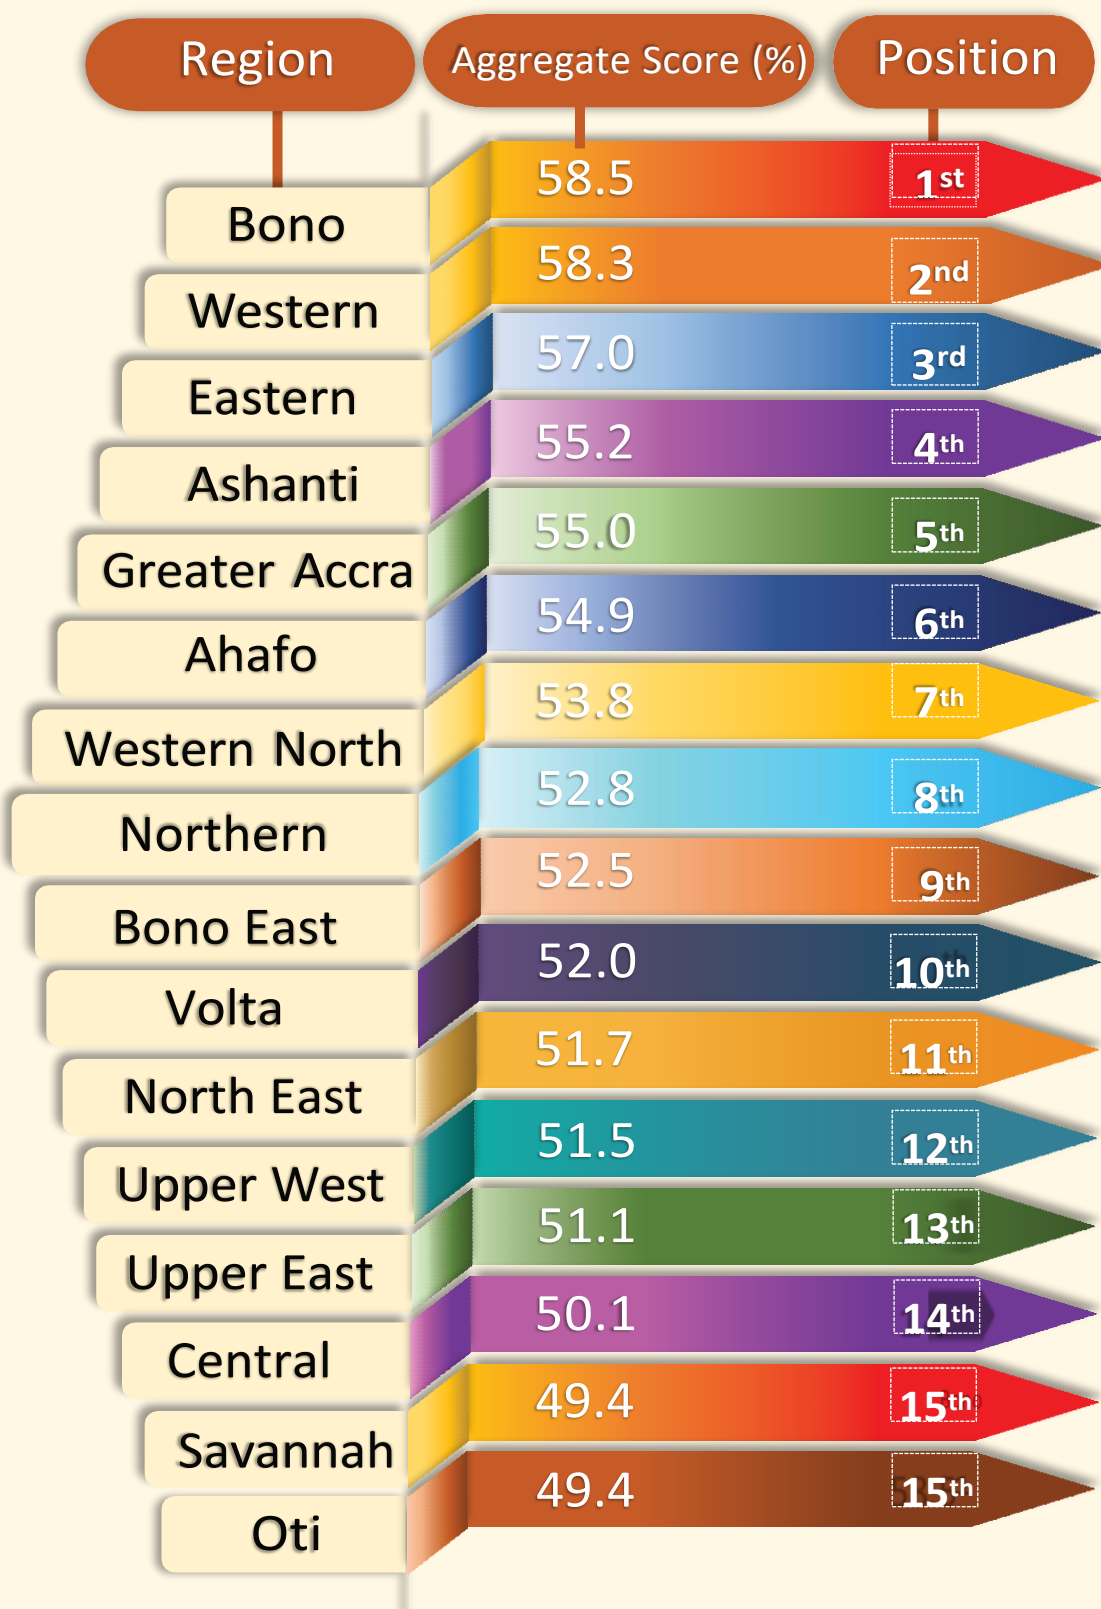 Region Aggregate Score (%) Position
Bono 58.5 1st
Western 58.3 2nd
Eastern 57.0 3rd
Ashanti 55.2 4th
Greater Accra 55.0 5th
Ahafo 54.9 6th
Western North 53.8 7th
Northern 52.8 8th
Bono East 52.5 9th
Volta 52.0 10th
North East 51.7 11th
Upper West 51.5 12th
Upper East 51.1 13th
Central 50.1 14th
Savannah 49.4 15th
Oti 49.4 15th